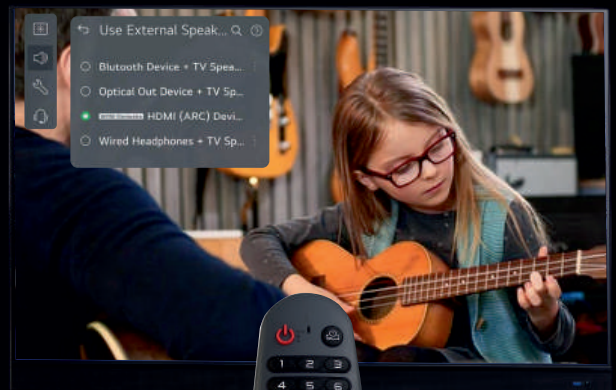 Use External Speak...
Blutooth Device + TV Spea...
Optical Out Device + TV Sp...
HDMI (ARC) Devi...
Wired Headphones + TV Sp...
1 2 3
4 5 6